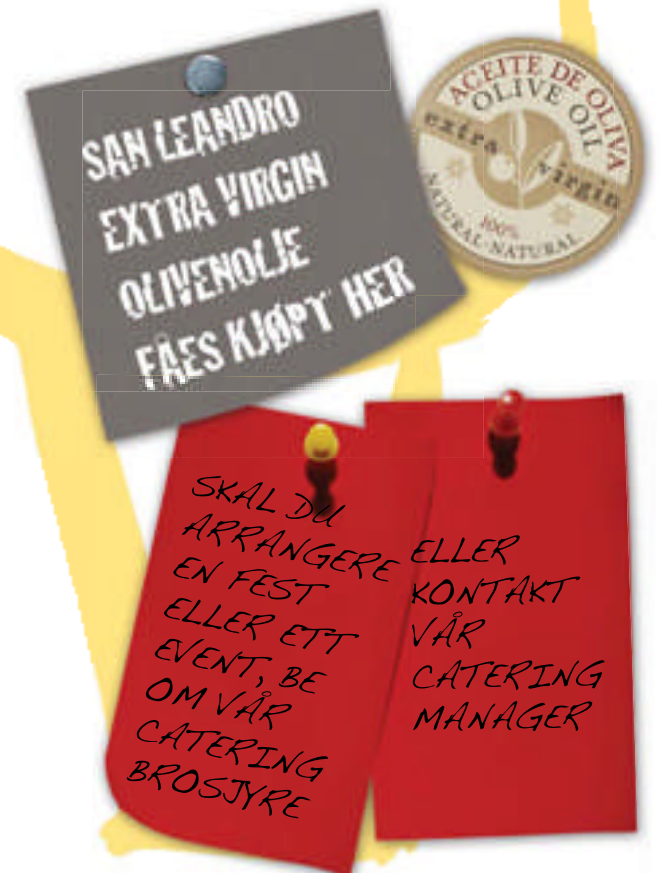 SAN LEANDRO
EXTRA VIRGIN
OLIVENOLJE
FÅES KJØPT HER
ACEITE DE OLIVA
OLIVE OIL
extra virgin
100%
NATURAL-NATURAL
SKAL DU
ARRANGERE
EN FEST
ELLER ETT
EVENT, BE
OM VÅR
CATERING
BROSJYRE
ELLER
KONTAKT
VÅR
CATERING
MANAGER